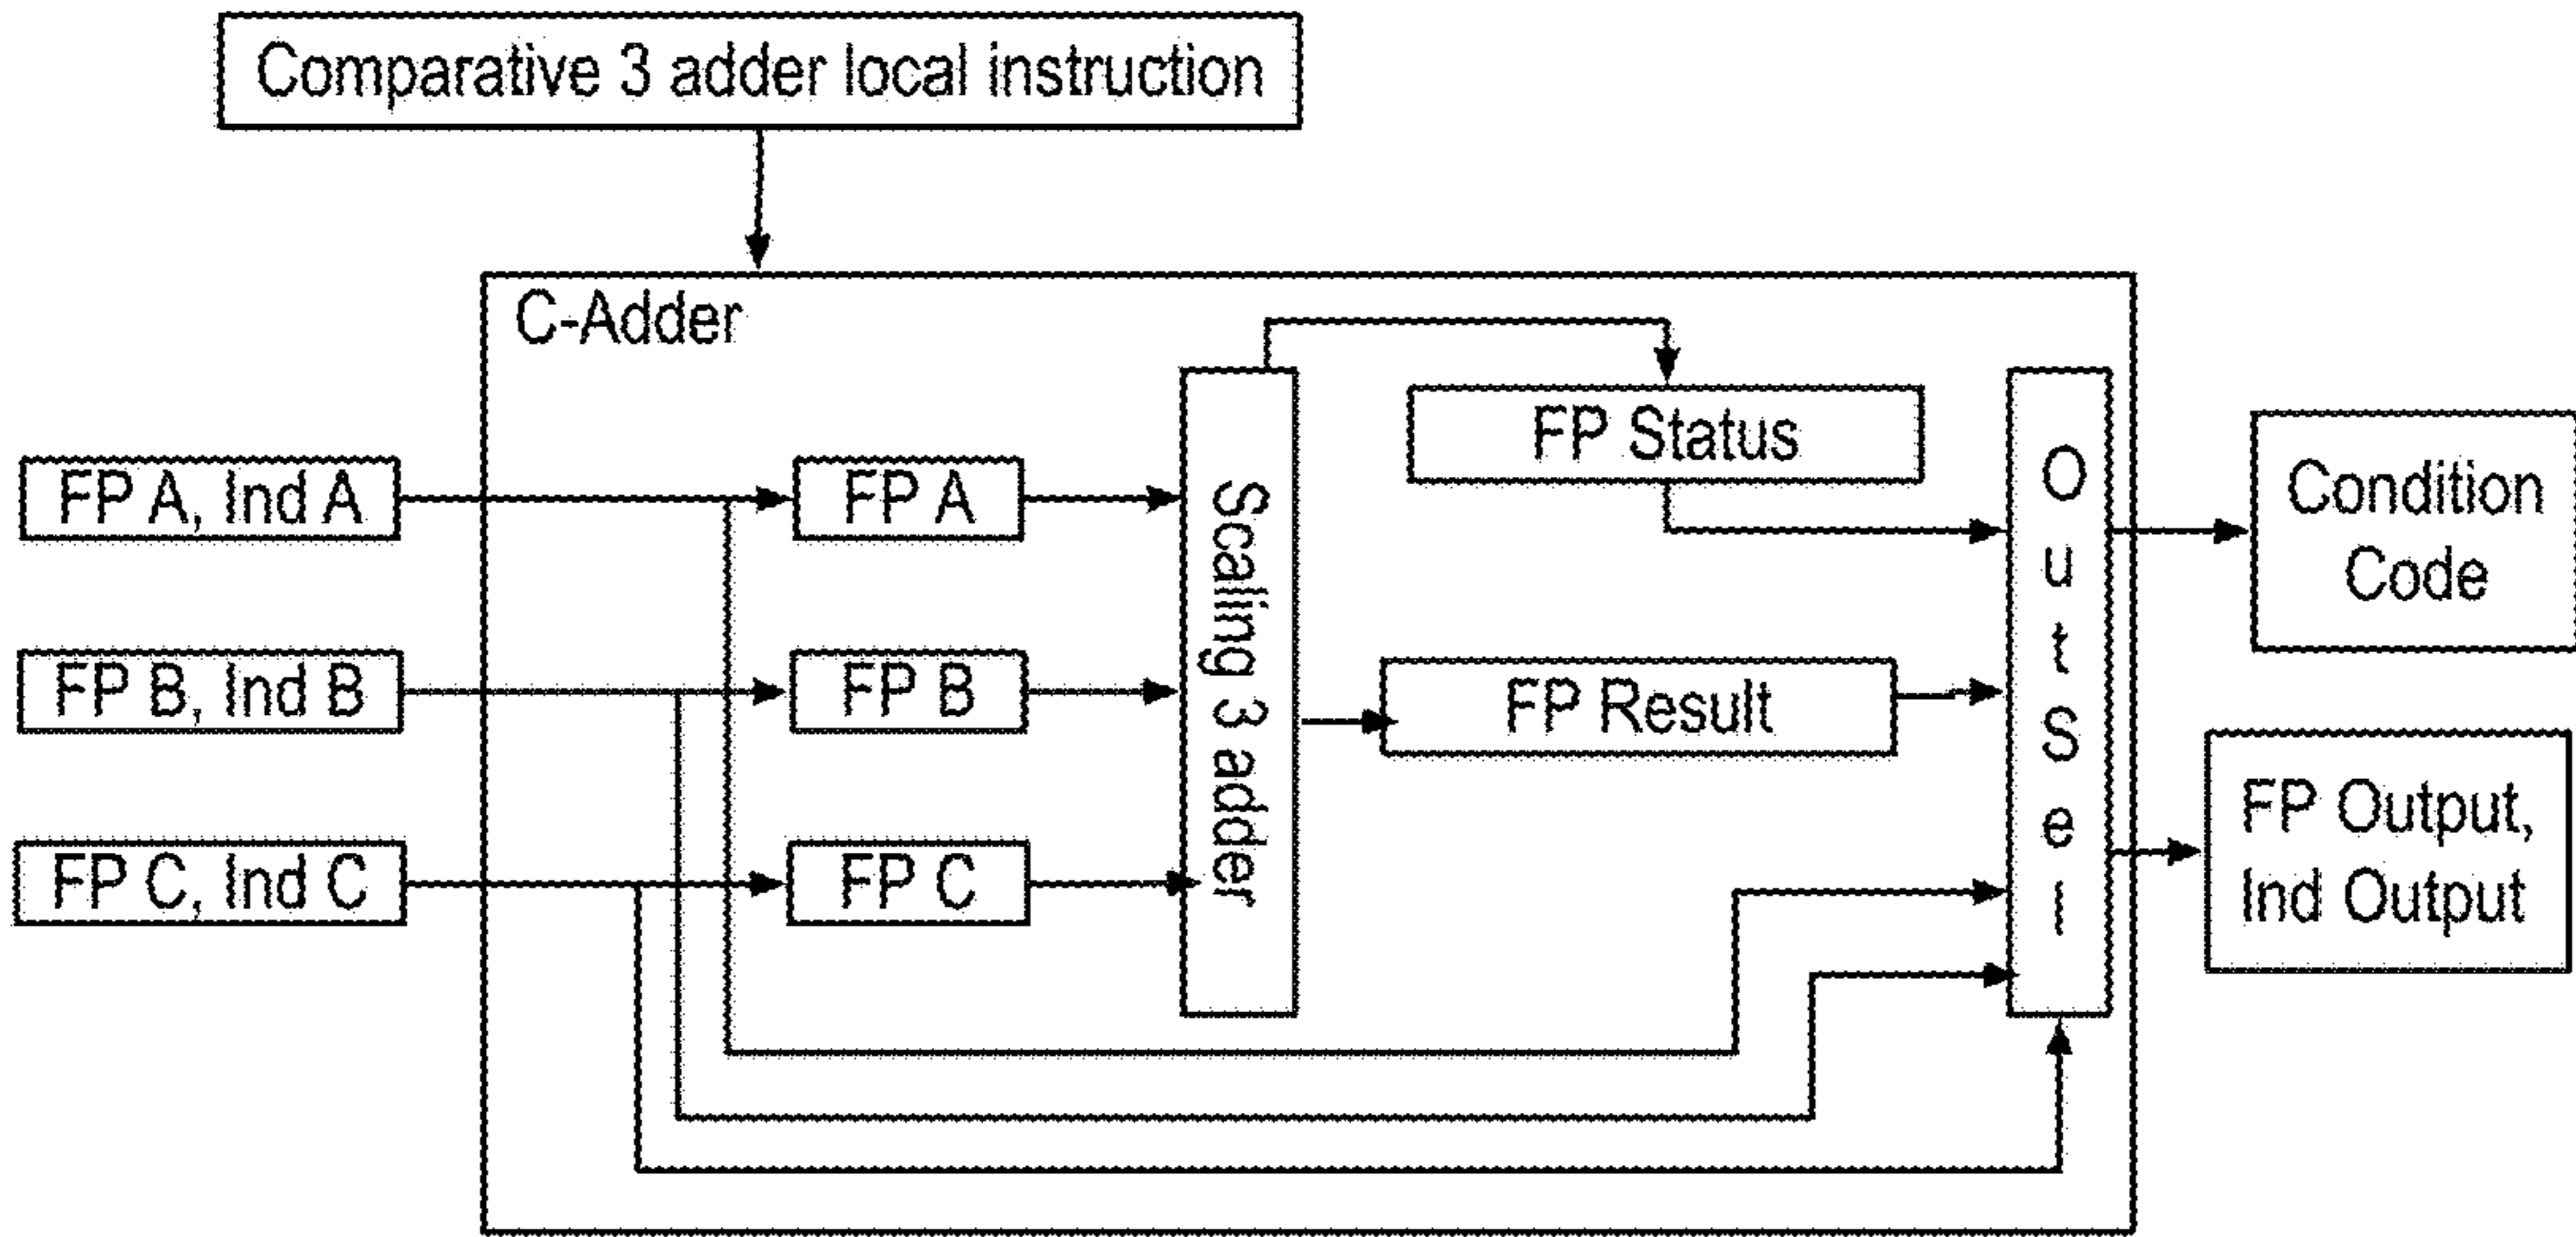 Comparative 3 adder local instruction
C-Adder
FP A, Ind A
FP A
FP B, Ind B
FP B
FP C, Ind C
FP C
Scaling 3 adder
FP Status
FP Result
OutSel
Condition
Code
FP Output,
Ind Output